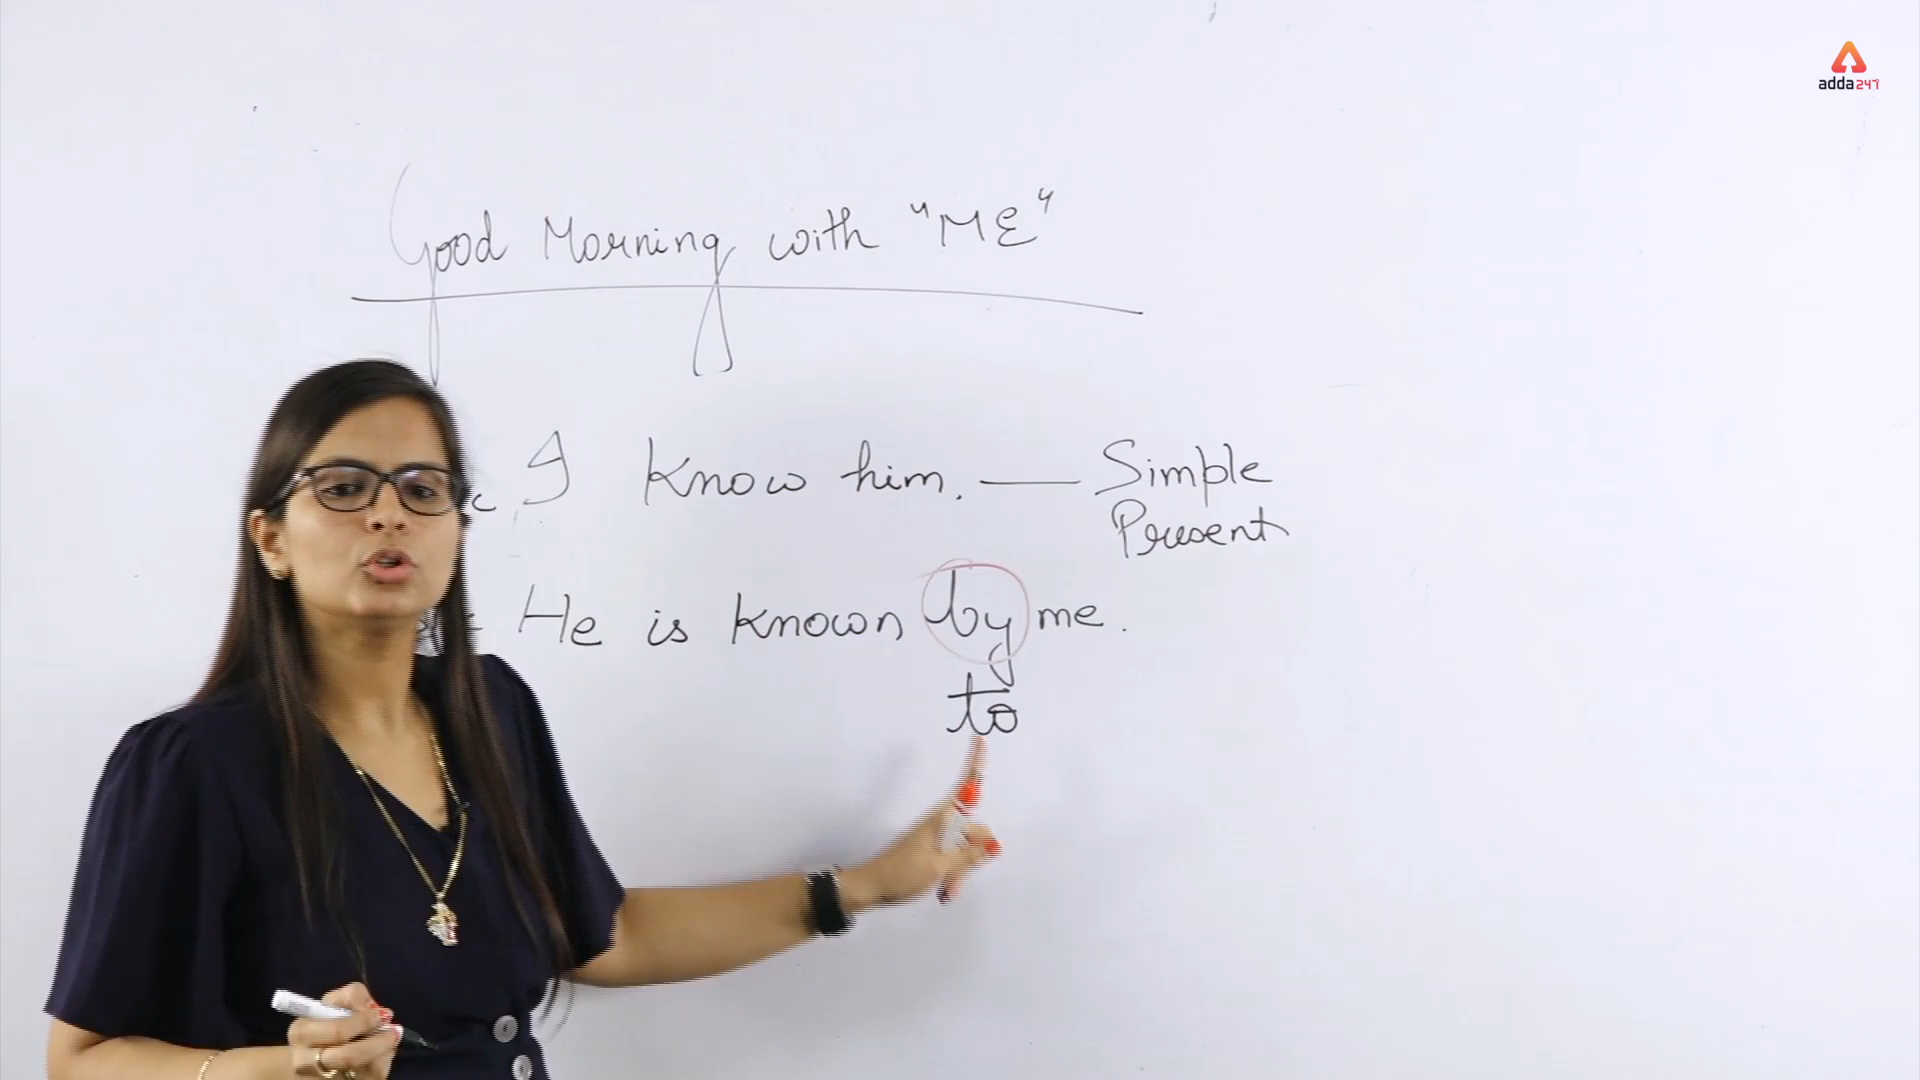 adda247
Good Morning with "ME"
I know him. — Simple
Present
He is known by me.
to